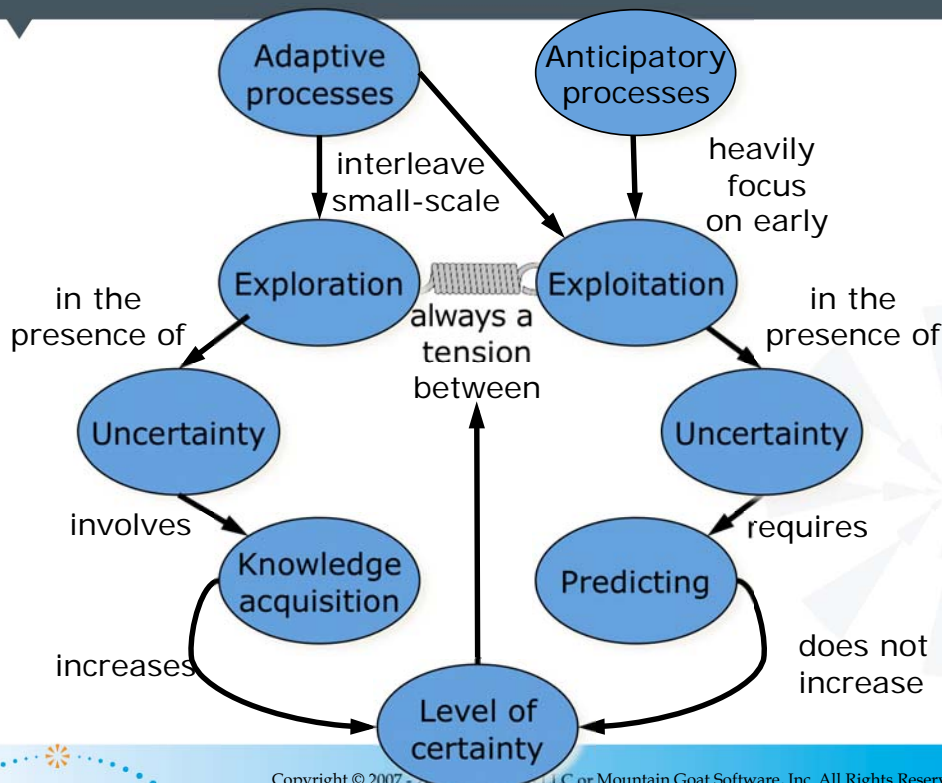 Adaptive
processes
Anticipatory
processes
interleave
small-scale
heavily
focus
on early
Exploration
Exploitation
always a
tension
between
in the
presence of
in the
presence of
Uncertainty
Uncertainty
involves
requires
Knowledge
acquisition
Predicting
increases
does not
increase
Level of
certainty
Copyright © 2007 - C or Mountain Goat Software, Inc. All Rights